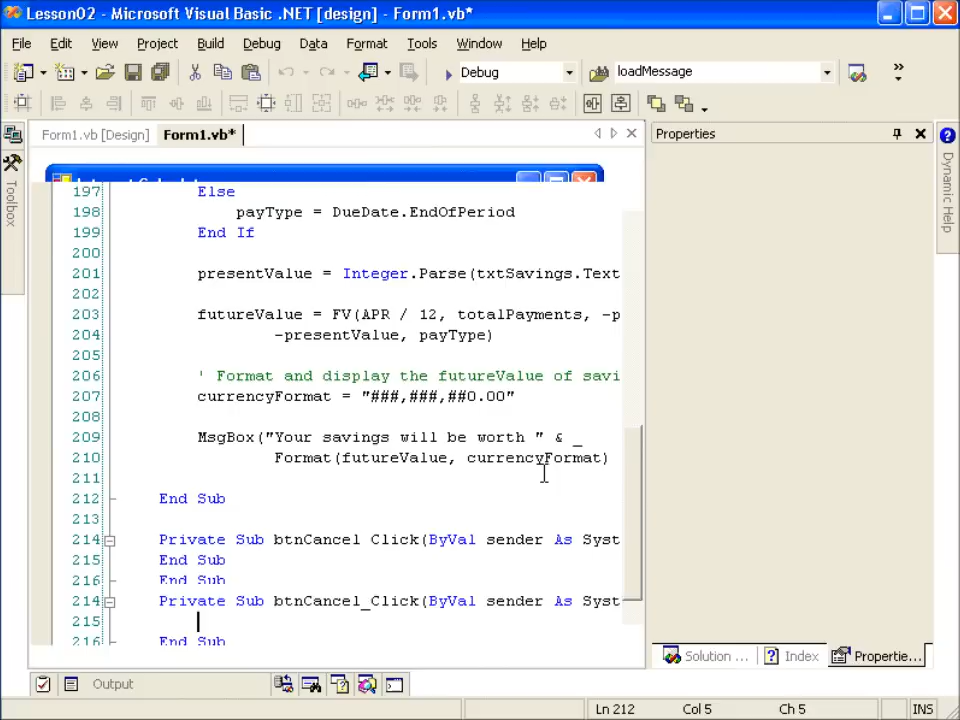 Lesson02 - Microsoft Visual Basic .NET [design] - Form1.vb*
File Edit View Project Build Debug Data Format Tools Window Help
Debug loadMessage
Form1.vb [Design] Form1.vb* Properties
Toolbox
Dynamic Help
197 Else
198 payType = DueDate.EndOfPeriod
199 End If
200
201 presentValue = Integer.Parse(txtSavings.Text
202
203 futureValue = FV(APR / 12, totalPayments, -p
204 -presentValue, payType)
205
206 ' Format and display the futureValue of savi
207 currencyFormat = "###,###,##0.00"
208
209 MsgBox("Your savings will be worth " & _
210 Format(futureValue, currencyFormat)
211
212 End Sub
213
214 Private Sub btnCancel_Click(ByVal sender As Syst
215 End Sub
216 End Sub
214 Private Sub btnCancel_Click(ByVal sender As Syst
215
216 End Sub
Solution ... Index Propertie...
Output
Ln 212 Col 5 Ch 5 INS